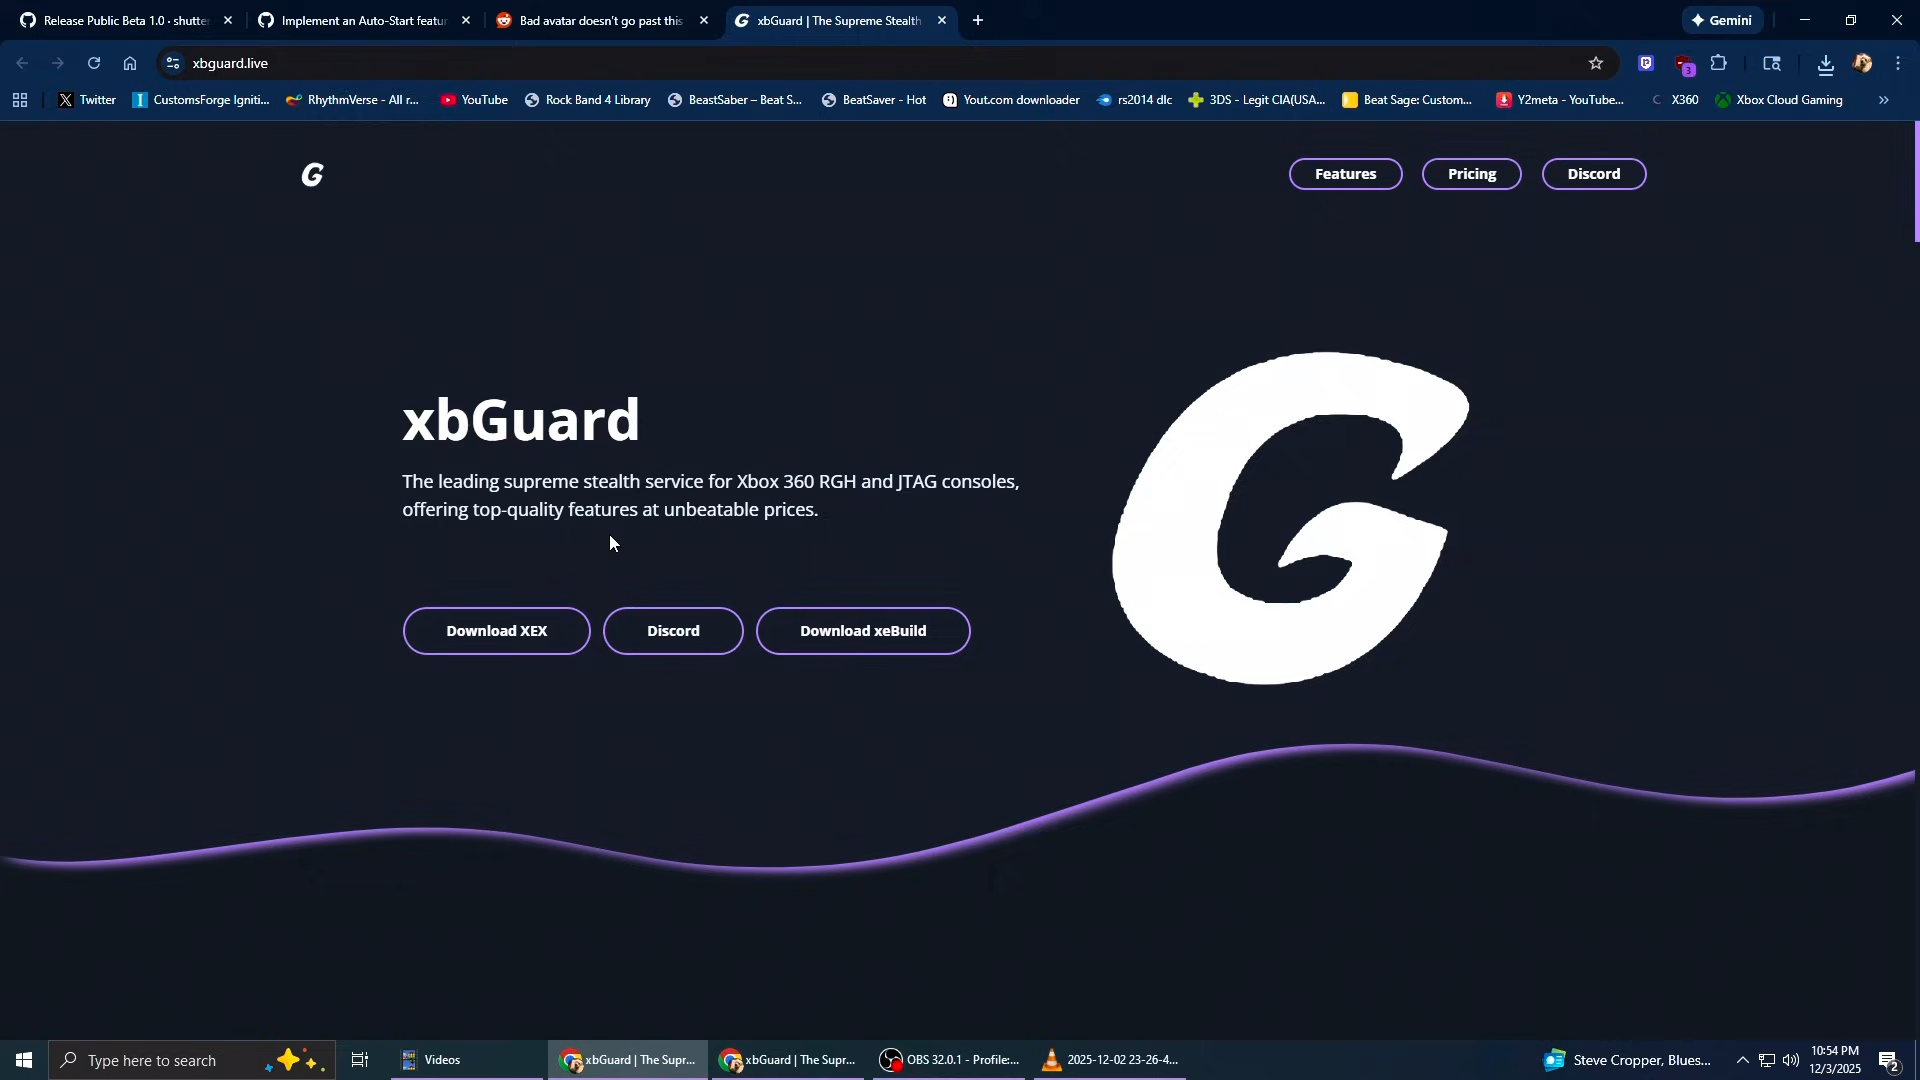 Release Public Beta 1.0 · shutter
Implement an Auto-Start featur
Bad avatar doesn't go past this
xbGuard | The Supreme Stealth
Gemini
xbguard.live
3
Twitter
CustomsForge Igniti...
RhythmVerse - All r...
YouTube
Rock Band 4 Library
BeastSaber – Beat S...
BeatSaver - Hot
Yout.com downloader
rs2014 dlc
3DS - Legit CIA(USA...
Beat Sage: Custom...
Y2meta - YouTube...
X360
Xbox Cloud Gaming
G
Features
Pricing
Discord
xbGuard
The leading supreme stealth service for Xbox 360 RGH and JTAG consoles,
offering top-quality features at unbeatable prices.
Download XEX
Discord
Download xeBuild
G
Type here to search
Videos
xbGuard | The Supr...
xbGuard | The Supr...
OBS 32.0.1 - Profile:...
2025-12-02 23-26-4...
Steve Cropper, Blues...
10:54 PM
12/3/2025
2